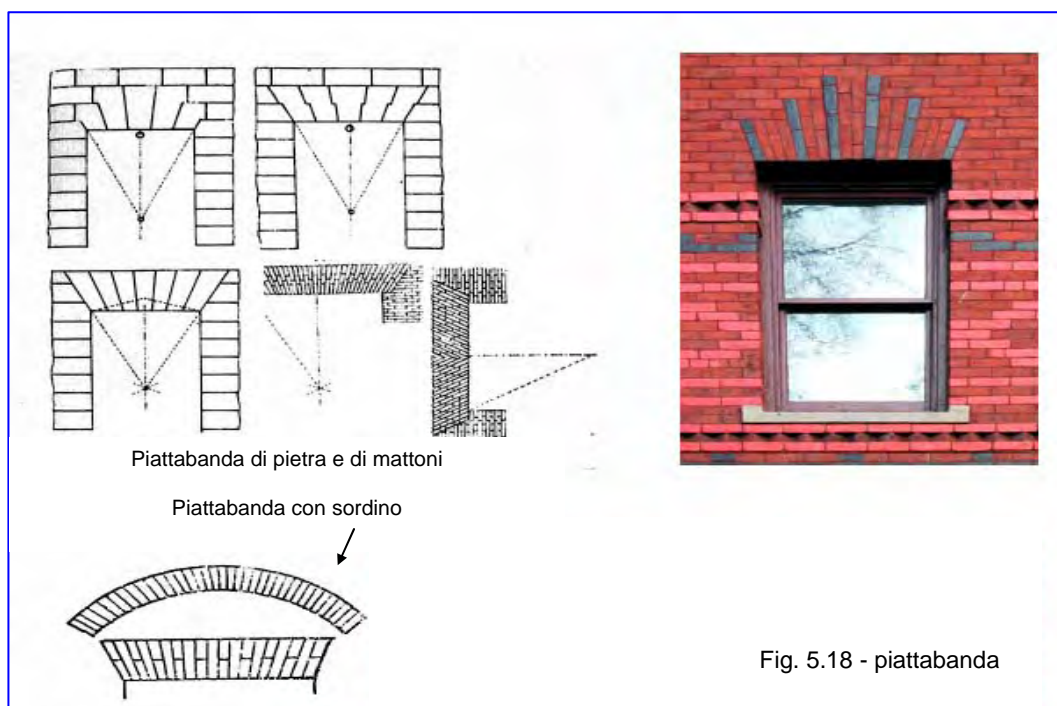 Piattabanda di pietra e di mattoni
Piattabanda con sordino
Fig. 5.18 - piattabanda